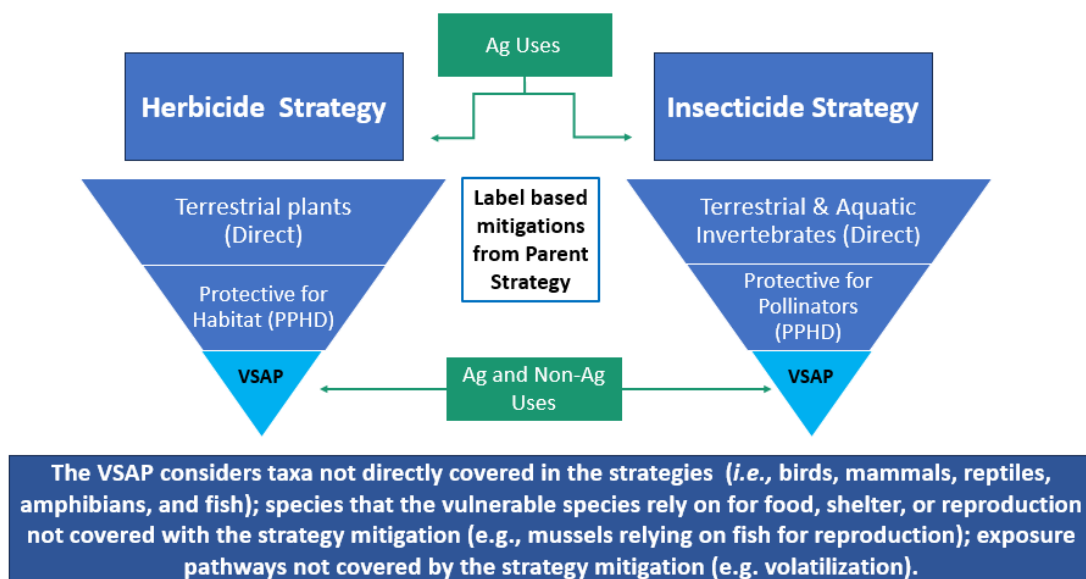 Ag Uses
Herbicide Strategy
Insecticide Strategy
Terrestrial plants
(Direct)
Label based
mitigations
from Parent
Strategy
Terrestrial & Aquatic
Invertebrates (Direct)
Protective for
Habitat (PPHD)
Protective for
Pollinators
(PPHD)
VSAP
Ag and Non-Ag
Uses
VSAP
The VSAP considers taxa not directly covered in the strategies (i.e., birds, mammals, reptiles,
amphibians, and fish); species that the vulnerable species rely on for food, shelter, or reproduction
not covered with the strategy mitigation (e.g., mussels relying on fish for reproduction); exposure
pathways not covered by the strategy mitigation (e.g. volatilization).